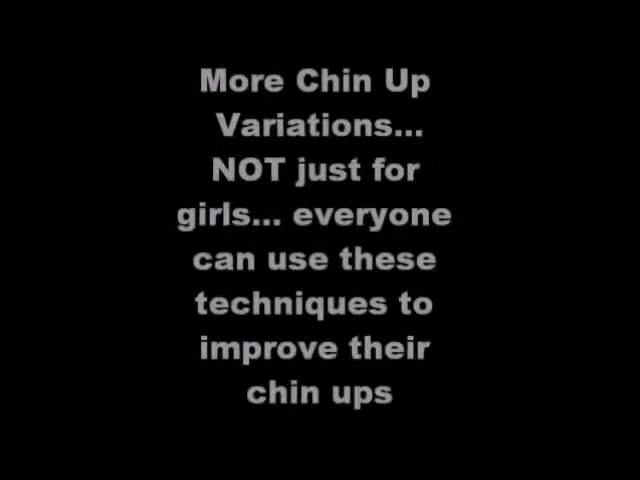 More Chin Up
Variations...
NOT just for
girls... everyone
can use these
techniques to
improve their
chin ups